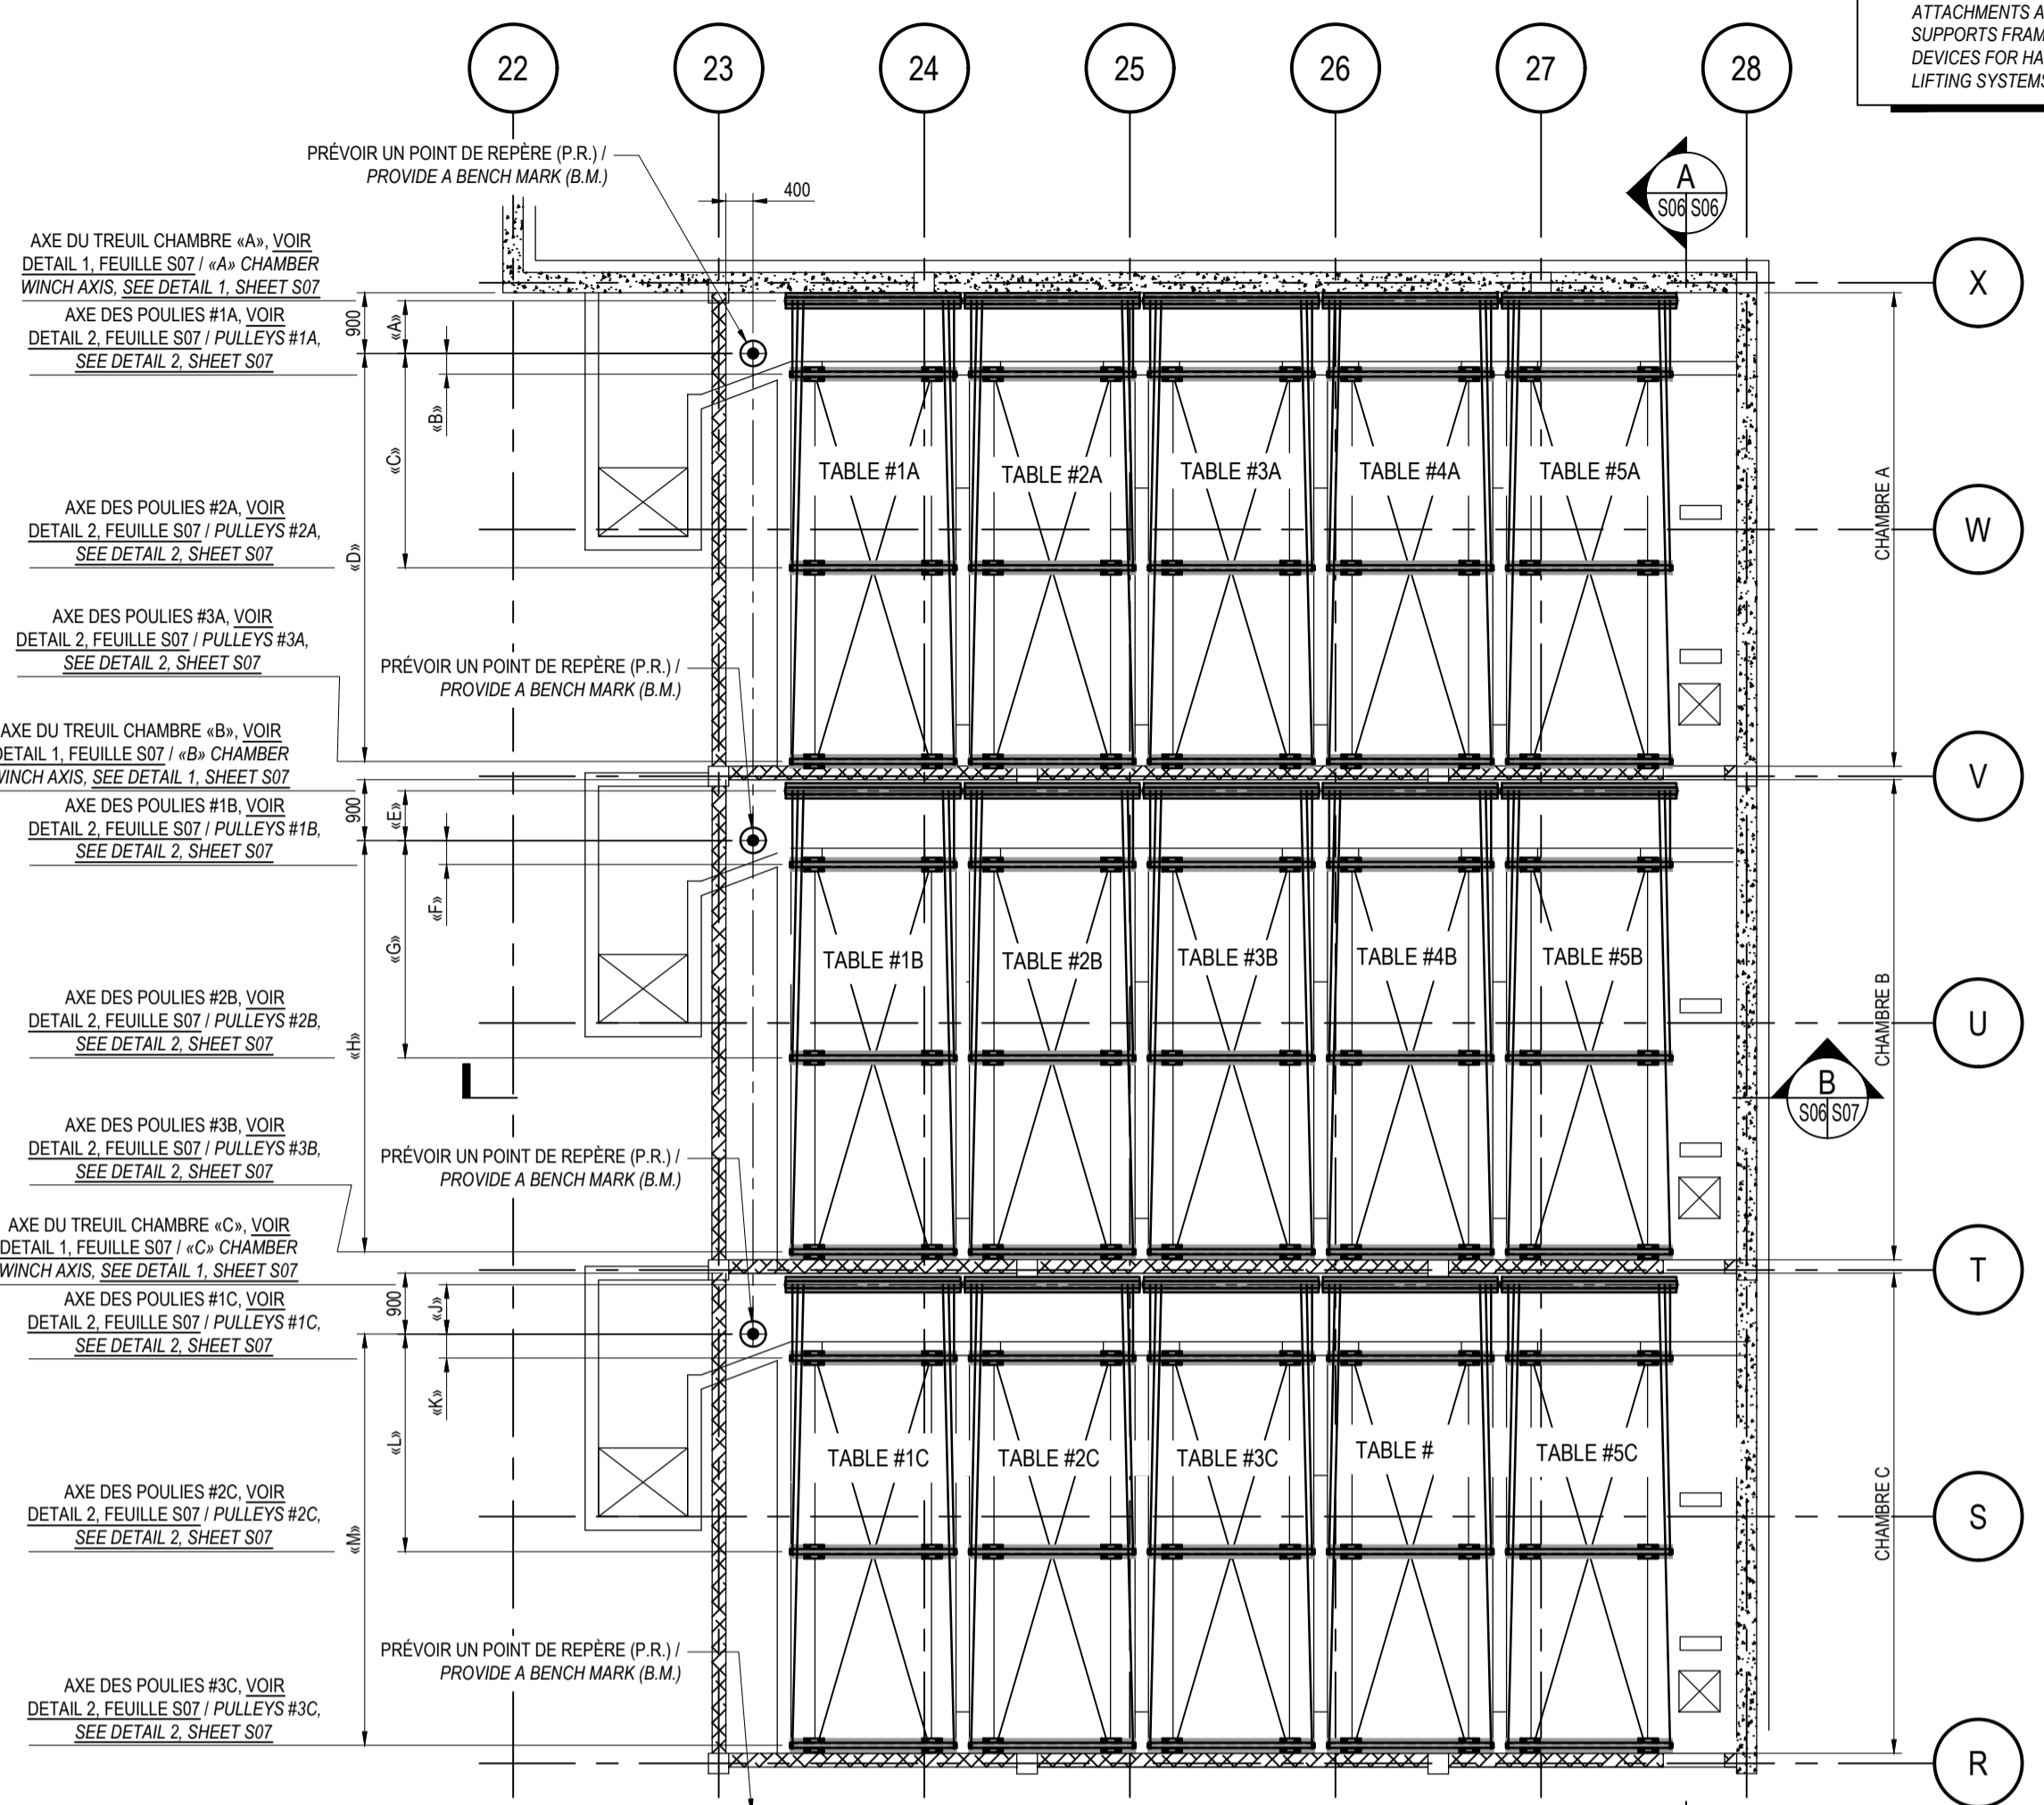 ATTACHMENTS A
SUPPORTS FRAM
DEVICES FOR HA
LIFTING SYSTEMS
22
23
24
25
26
27
28
PRÉVOIR UN POINT DE REPÈRE (P.R.) /
PROVIDE A BENCH MARK (B.M.)
400
A
S06 S06
AXE DU TREUIL CHAMBRE «A», VOIR
DETAIL 1, FEUILLE S07 / «A» CHAMBER
WINCH AXIS, SEE DETAIL 1, SHEET S07
X
AXE DES POULIES #1A, VOIR
DETAIL 2, FEUILLE S07 / PULLEYS #1A,
SEE DETAIL 2, SHEET S07
900
«A»
«B»
«C»
«D»
TABLE #1A
TABLE #2A
TABLE #3A
TABLE #4A
TABLE #5A
CHAMBRE A
AXE DES POULIES #2A, VOIR
DETAIL 2, FEUILLE S07 / PULLEYS #2A,
SEE DETAIL 2, SHEET S07
W
AXE DES POULIES #3A, VOIR
DETAIL 2, FEUILLE S07 / PULLEYS #3A,
SEE DETAIL 2, SHEET S07
PRÉVOIR UN POINT DE REPÈRE (P.R.) /
PROVIDE A BENCH MARK (B.M.)
AXE DU TREUIL CHAMBRE «B», VOIR
DETAIL 1, FEUILLE S07 / «B» CHAMBER
WINCH AXIS, SEE DETAIL 1, SHEET S07
V
AXE DES POULIES #1B, VOIR
DETAIL 2, FEUILLE S07 / PULLEYS #1B,
SEE DETAIL 2, SHEET S07
900
«E»
«F»
«G»
«H»
TABLE #1B
TABLE #2B
TABLE #3B
TABLE #4B
TABLE #5B
CHAMBRE B
AXE DES POULIES #2B, VOIR
DETAIL 2, FEUILLE S07 / PULLEYS #2B,
SEE DETAIL 2, SHEET S07
U
B
S06 S07
AXE DES POULIES #3B, VOIR
DETAIL 2, FEUILLE S07 / PULLEYS #3B,
SEE DETAIL 2, SHEET S07
PRÉVOIR UN POINT DE REPÈRE (P.R.) /
PROVIDE A BENCH MARK (B.M.)
AXE DU TREUIL CHAMBRE «C», VOIR
DETAIL 1, FEUILLE S07 / «C» CHAMBER
WINCH AXIS, SEE DETAIL 1, SHEET S07
T
AXE DES POULIES #1C, VOIR
DETAIL 2, FEUILLE S07 / PULLEYS #1C,
SEE DETAIL 2, SHEET S07
900
«J»
«K»
«L»
«M»
TABLE #1C
TABLE #2C
TABLE #3C
TABLE #
TABLE #5C
CHAMBRE C
AXE DES POULIES #2C, VOIR
DETAIL 2, FEUILLE S07 / PULLEYS #2C,
SEE DETAIL 2, SHEET S07
S
PRÉVOIR UN POINT DE REPÈRE (P.R.) /
PROVIDE A BENCH MARK (B.M.)
AXE DES POULIES #3C, VOIR
DETAIL 2, FEUILLE S07 / PULLEYS #3C,
SEE DETAIL 2, SHEET S07
R